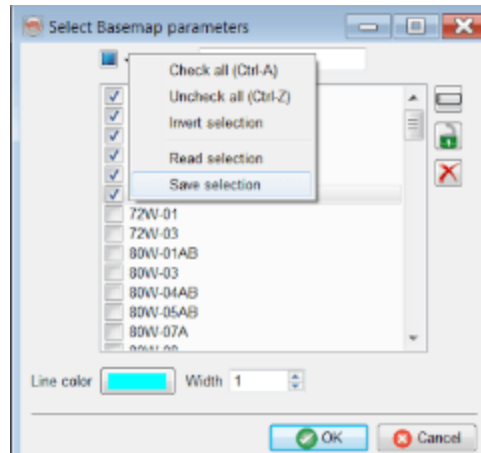 Select Basemap parameters
Check all (Ctrl-A)
Uncheck all (Ctrl-Z)
Invert selection
Read selection
Save selection
72W-01
72W-03
80W-01AB
80W-03
80W-04AB
80W-05AB
80W-07A
Line color
Width 1
OK
Cancel